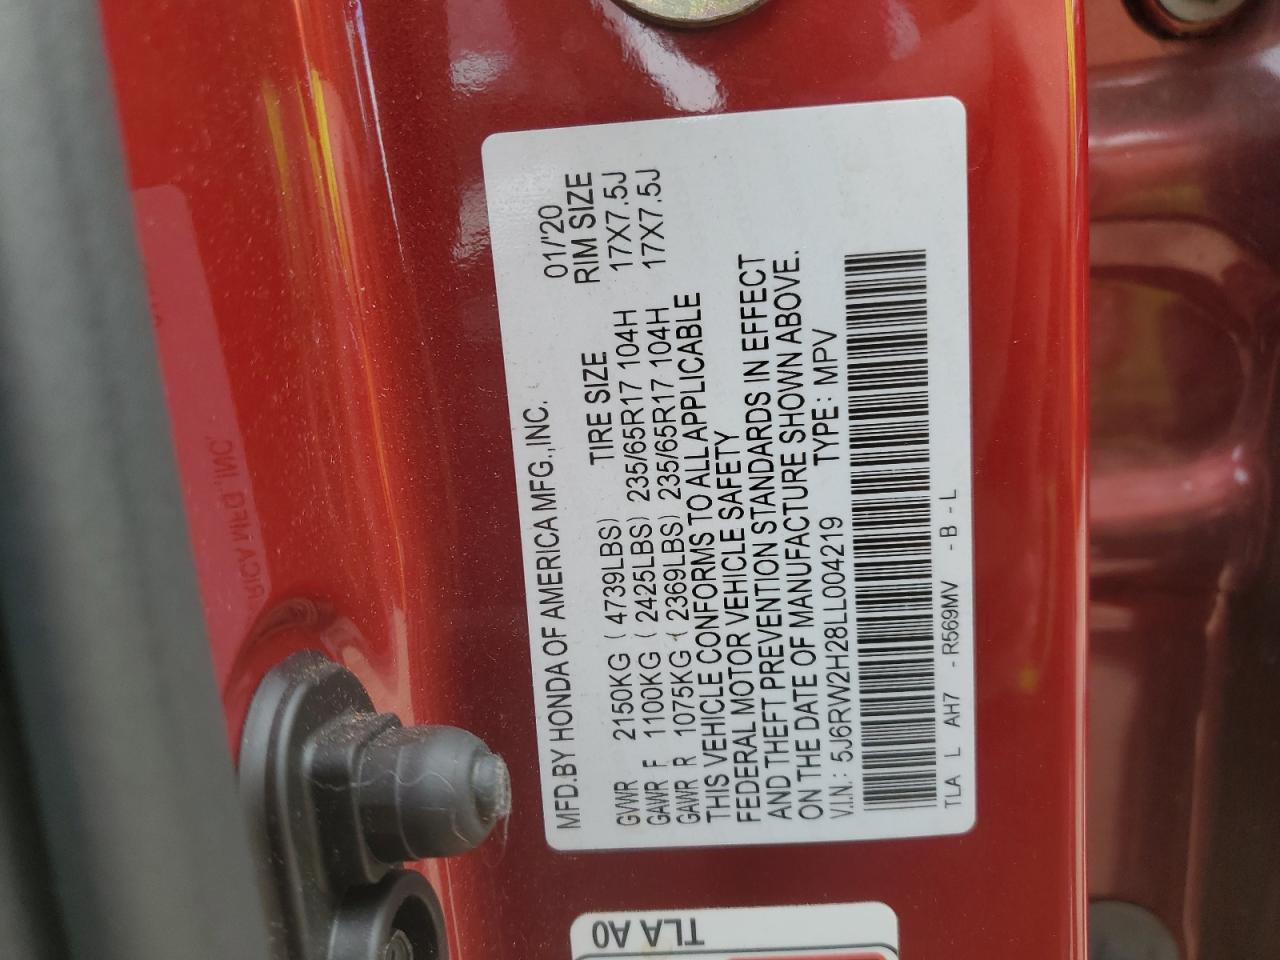 MFD.BY HONDA OF AMERICA MFG.,INC. 01/'20
TIRE SIZE RIM SIZE
GVWR 2150KG ( 4739LBS)
GAWR F 1100KG ( 2425LBS) 235/65R17 104H 17X7.5J
GAWR R 1075KG ( 2369LBS) 235/65R17 104H 17X7.5J
THIS VEHICLE CONFORMS TO ALL APPLICABLE
FEDERAL MOTOR VEHICLE SAFETY
AND THEFT PREVENTION STANDARDS IN EFFECT
ON THE DATE OF MANUFACTURE SHOWN ABOVE.
V.I.N.: 5J6RW2H28LL004219 TYPE: MPV
TLA L AH7 - R569MV - B - L
TLA A0